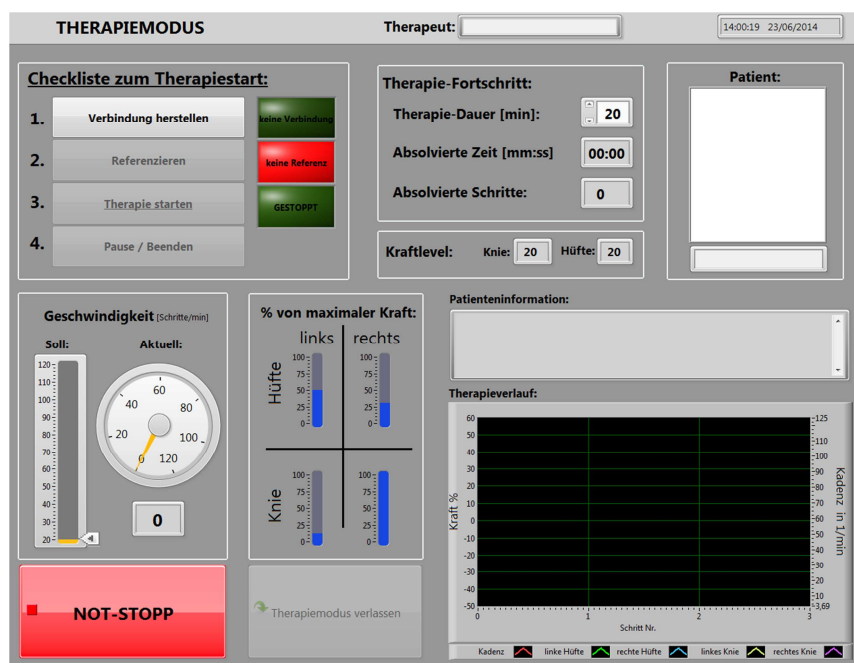 THERAPIEMODUS
Therapeut:
14:00:19 23/06/2014
Checkliste zum Therapiestart:
1. Verbindung herstellen keine Verbindung
2. Referenzieren keine Referenz
3. Therapie starten GESTOPPT
4. Pause / Beenden
Therapie-Fortschritt:
Therapie-Dauer [min]: 20
Absolvierte Zeit [mm:ss] 00:00
Absolvierte Schritte: 0
Kraftlevel: Knie: 20 Hüfte: 20
Patient:
Geschwindigkeit [Schritte/min]
Soll: Aktuell:
120
110
100
90
80
70
60
50
40
30
20
0 20 40 60 80 100 120
0
% von maximaler Kraft:
links rechts
Hüfte
100 75 50 25 0
100 75 50 25 0
Knie
100 75 50 25 0
100 75 50 25 0
Patienteninformation:
Therapieverlauf:
Kraft %
60
50
40
30
20
10
0
-10
-20
-30
-40
-50
0 1 2 3
Schritt Nr.
125
110
100
90
80
70
60
50
40
30
20
10
3,69
Kadenz in 1/min
Kadenz linke Hüfte rechte Hüfte linkes Knie rechtes Knie
NOT-STOPP
Therapiemodus verlassen